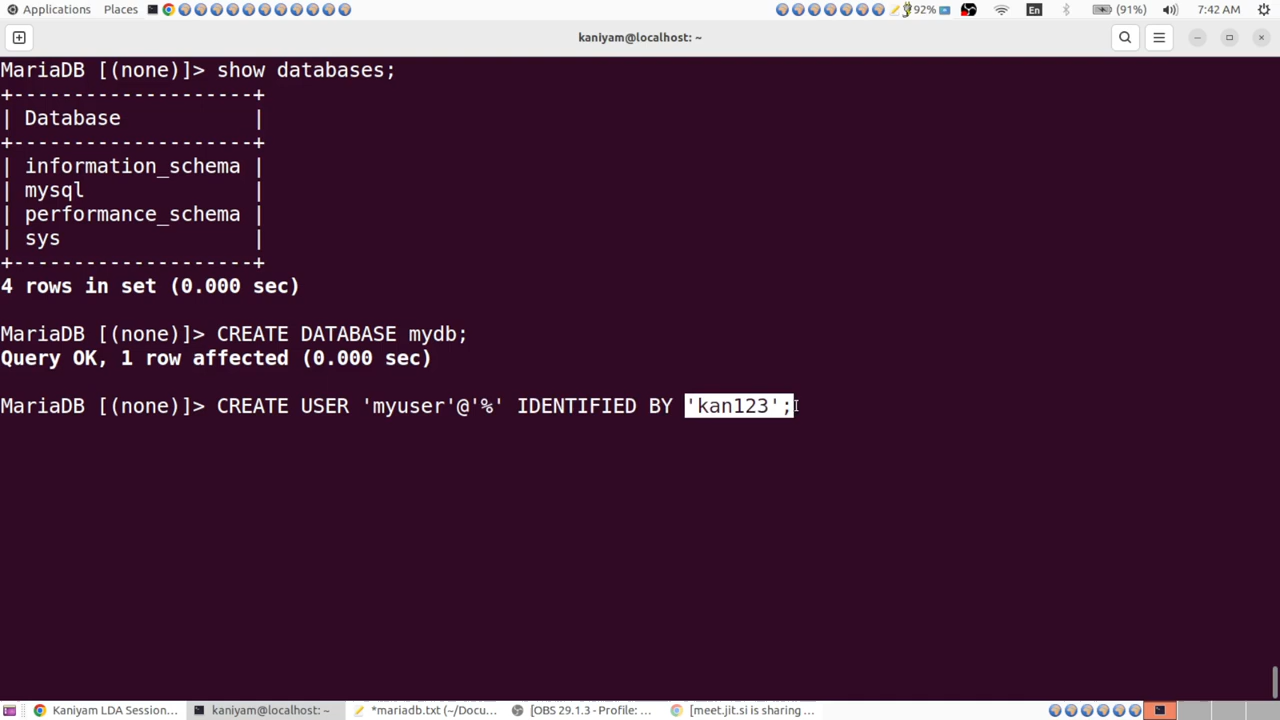 Applications Places 92% En (91%) 7:42 AM
kaniyam@localhost: ~
MariaDB [(none)]> show databases;
+--------------------+
| Database           |
+--------------------+
| information_schema |
| mysql              |
| performance_schema |
| sys                |
+--------------------+
4 rows in set (0.000 sec)
MariaDB [(none)]> CREATE DATABASE mydb;
Query OK, 1 row affected (0.000 sec)
MariaDB [(none)]> CREATE USER 'myuser'@'%' IDENTIFIED BY 'kan123';
Kaniyam LDA Session... kaniyam@localhost: ~ *mariadb.txt (~/Docu... [OBS 29.1.3 - Profile: ... [meet.jit.si is sharing ...